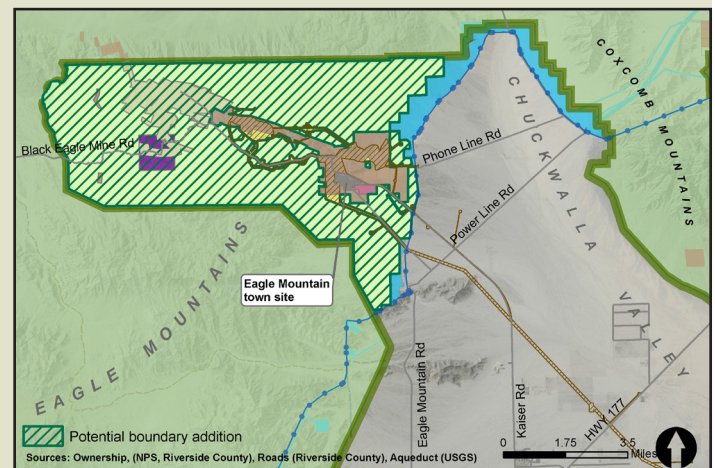 COXCOMB MOUNTAINS
CHUCKWALLA
VALLEY
Black Eagle Mine Rd
Phone Line Rd
Power Line Rd
Eagle Mountain
town site
EAGLE MOUNTAINS
Eagle Mountain Rd
Kaiser Rd
HWY 177
Potential boundary addition
0 1.75 3.5
Miles
Sources: Ownership, (NPS, Riverside County), Roads (Riverside County), Aqueduct (USGS)